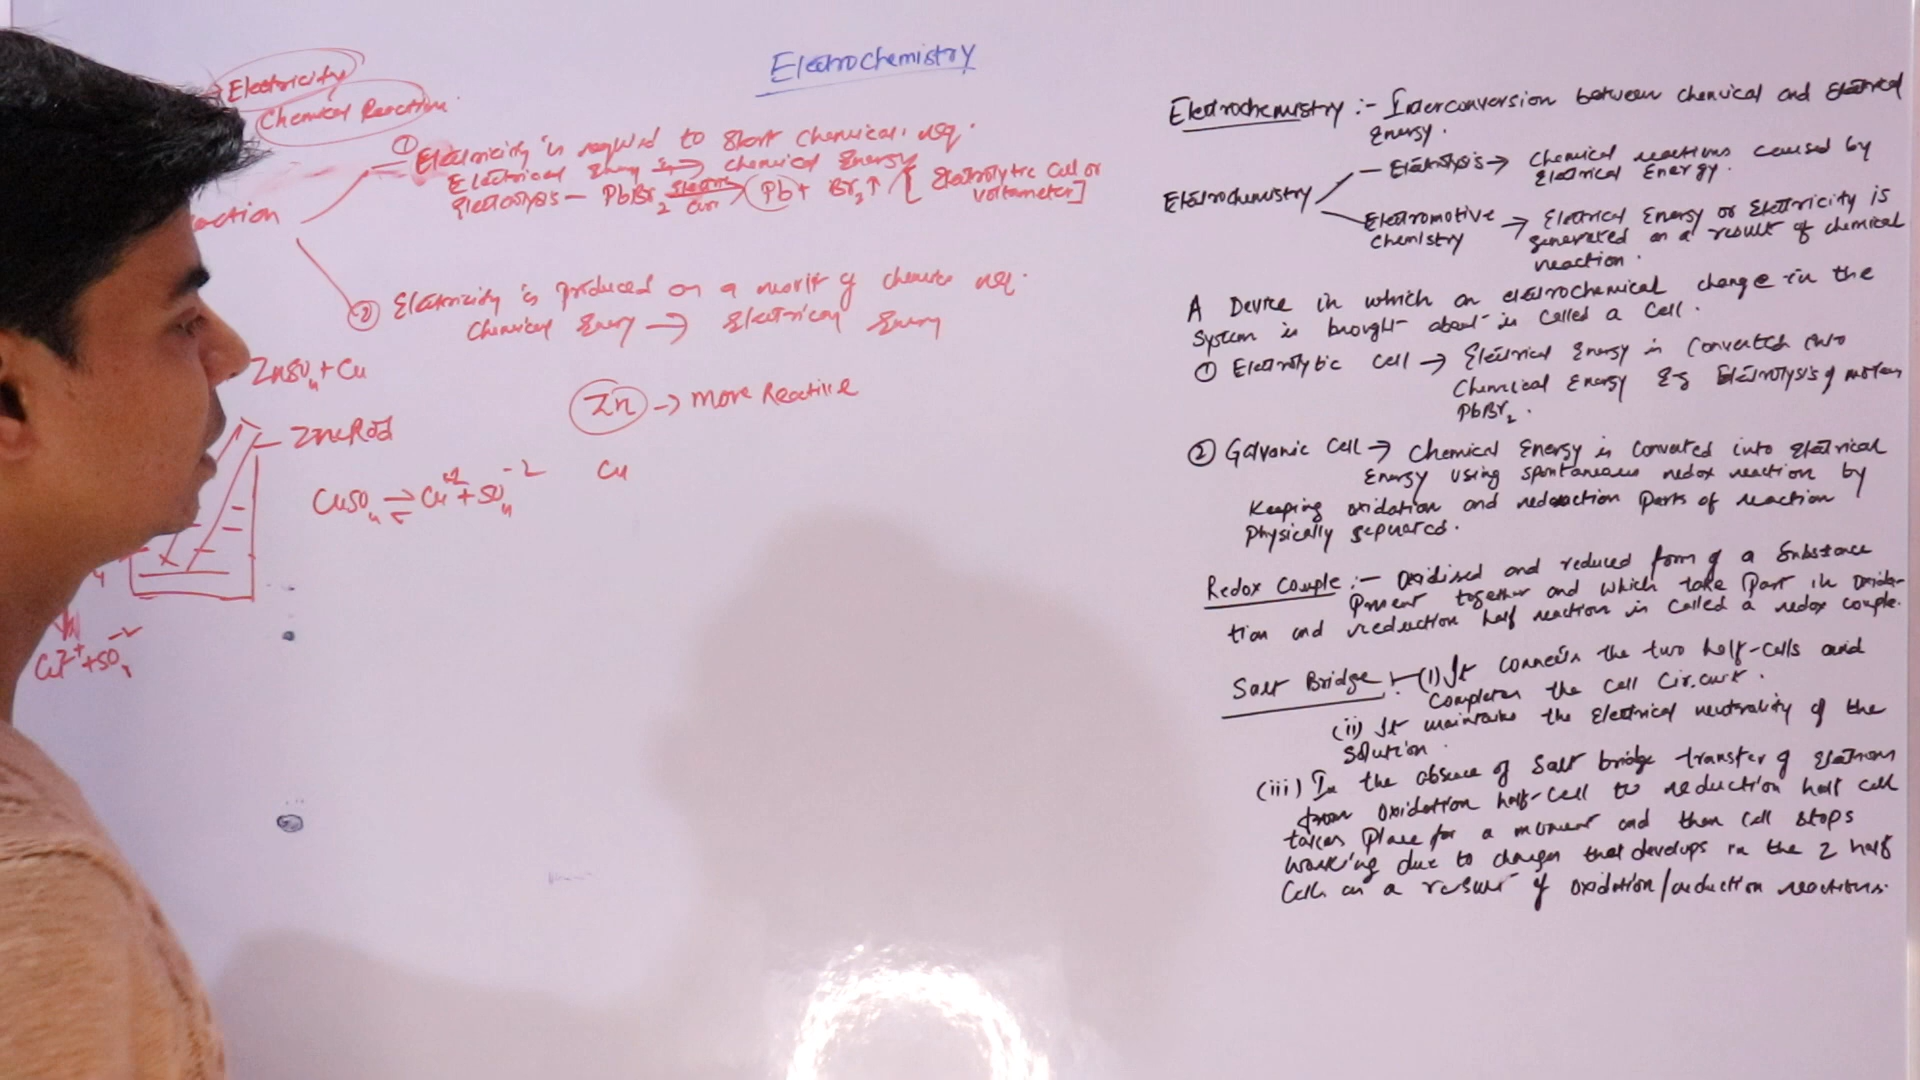 Electrochemistry
Electricity
Chemical Reaction
① Electricity is required to start chemical. req.
Electrical Energy → chemical Energy
Electrolysis — PbBr2 Electric Curr → Pb + Br2↑ [Electrolytic Cell or
voltameter]
action
② Electricity is produced as a result of chemical req.
Chemical Energy → Electrical Energy
ZnSO4 + Cu
Zinc Rod
Zn → more Reactive
Cu
CuSO4 ⇌ Cu+2 + SO4-2
Cu2+ + SO4
Electrochemistry :- Interconversion between chemical and Electrical
Energy.
Electrochemistry
— Electrolysis → Chemical reactions caused by
Electrical Energy.
Electromotive → Electrical Energy or Electricity is
Chemistry generated as a result of chemical
reaction.
A Device in which an electrochemical change in the
System is brought about is called a Cell.
① Electrolytic Cell → Electrical Energy is Converted into
Chemical Energy Eg Electrolysis of molten
PbBr2.
② Galvanic Cell → Chemical Energy is Converted into Electrical
Energy using spontaneous redox reaction by
Keeping oxidation and reduction Parts of reaction
Physically separated.
Redox Couple :- Oxidised and reduced form of a Substance
Present together and which take Part in Oxida-
tion and reduction half reaction is called a redox couple.
Salt Bridge :- (i) It connects the two half-cells and
Completes the Cell Circuit.
(ii) It maintains the Electrical neutrality of the
Solution.
(iii) In the absence of Salt bridge transfer of Electrons
from Oxidation half-cell to reduction half cell
takes Place for a moment and then Cell stops
working due to charges that develops in the 2 half
Cells as a result of oxidation/reduction reactions.